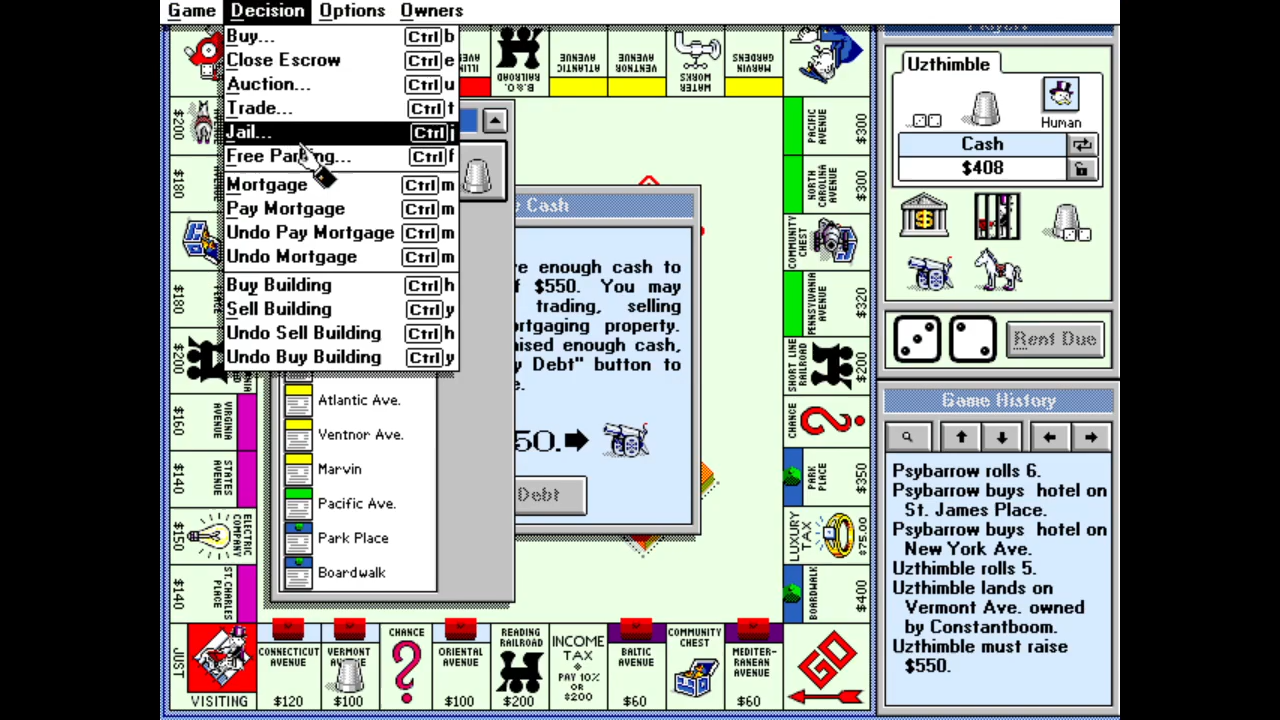 Game Decision Options Owners
Buy... Ctrl b
Close Escrow Ctrl e
Auction... Ctrl u
Trade... Ctrl t
Jail... Ctrl j
Free Parking... Ctrl f
Mortgage Ctrl m
Pay Mortgage Ctrl m
Undo Pay Mortgage Ctrl m
Undo Mortgage Ctrl m
Buy Building Ctrl h
Sell Building Ctrl y
Undo Sell Building Ctrl h
Undo Buy Building Ctrl y
B.&O. RAILROAD
ATLANTIC AVENUE
VENTNOR AVENUE
WATER WORKS
MARVIN GARDENS
$200
$180
$180
$200
VIRGINIA AVENUE $160
STATES AVENUE $140
ELECTRIC COMPANY $150
ST. CHARLES PLACE $140
Cash
e enough cash to
f $550. You may
trading, selling
rtgaging property.
ised enough cash,
Debt" button to
50.
Debt
Atlantic Ave.
Ventnor Ave.
Marvin
Pacific Ave.
Park Place
Boardwalk
PACIFIC AVENUE $300
NORTH CAROLINA AVENUE $300
COMMUNITY CHEST
PENNSYLVANIA AVENUE $320
SHORT LINE RAILROAD $200
CHANCE
PARK PLACE $350
LUXURY TAX $75.00
BOARDWALK $400
JUST VISITING
CONNECTICUT AVENUE $120
VERMONT $100
CHANCE
ORIENTAL AVENUE $100
READING RAILROAD $200
INCOME TAX PAY 10% OR $200
BALTIC AVENUE $60
COMMUNITY CHEST
MEDITER-RANEAN AVENUE $60
GO
Uzthimble
Human
Cash
$408
Rent Due
Game History
Psybarrow rolls 6.
Psybarrow buys hotel on
St. James Place.
Psybarrow buys hotel on
New York Ave.
Uzthimble rolls 5.
Uzthimble lands on
Vermont Ave. owned
by Constantboom.
Uzthimble must raise
$550.